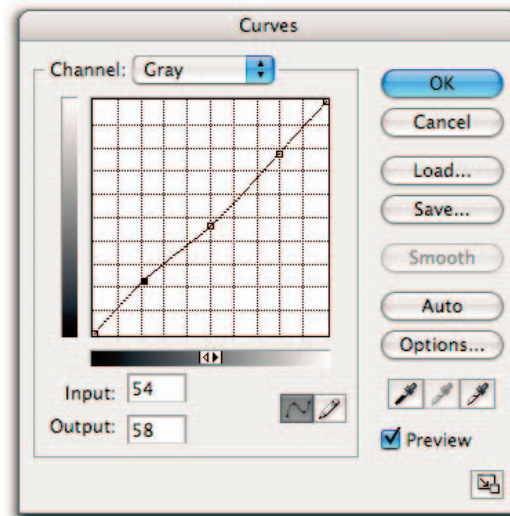 Curves
Channel: Gray
OK
Cancel
Load...
Save...
Smooth
Auto
Options...
Input: 54
Output: 58
Preview